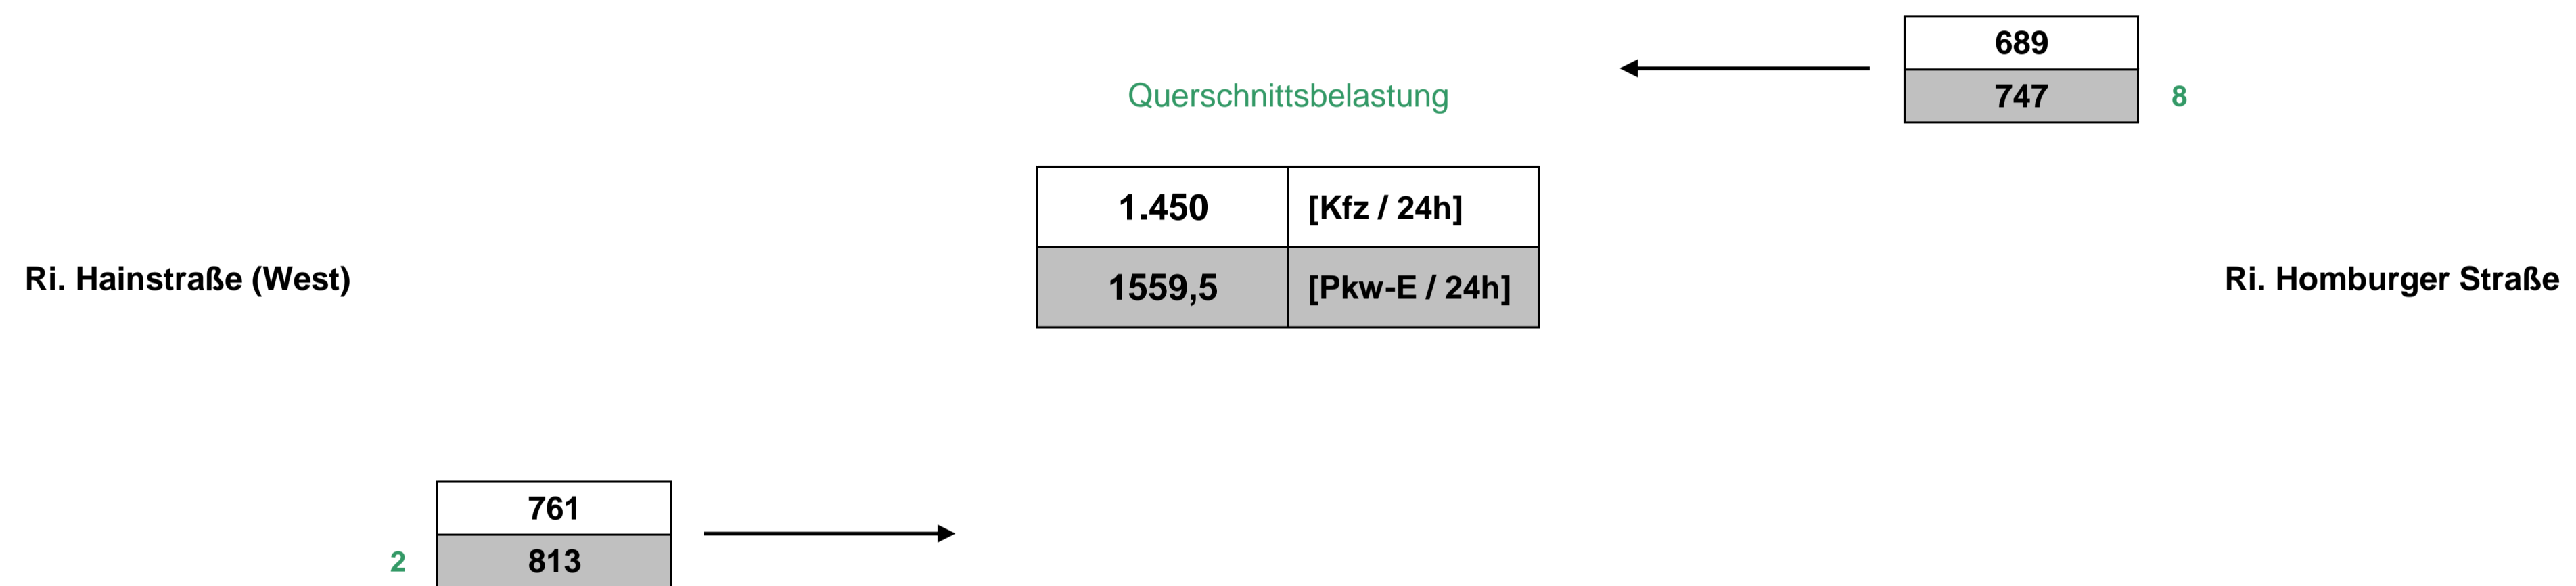 689
747
8
Querschnittsbelastung
1.450 [Kfz / 24h]
1559,5 [Pkw-E / 24h]
Ri. Hainstraße (West)
Ri. Homburger Straße
761
2
813